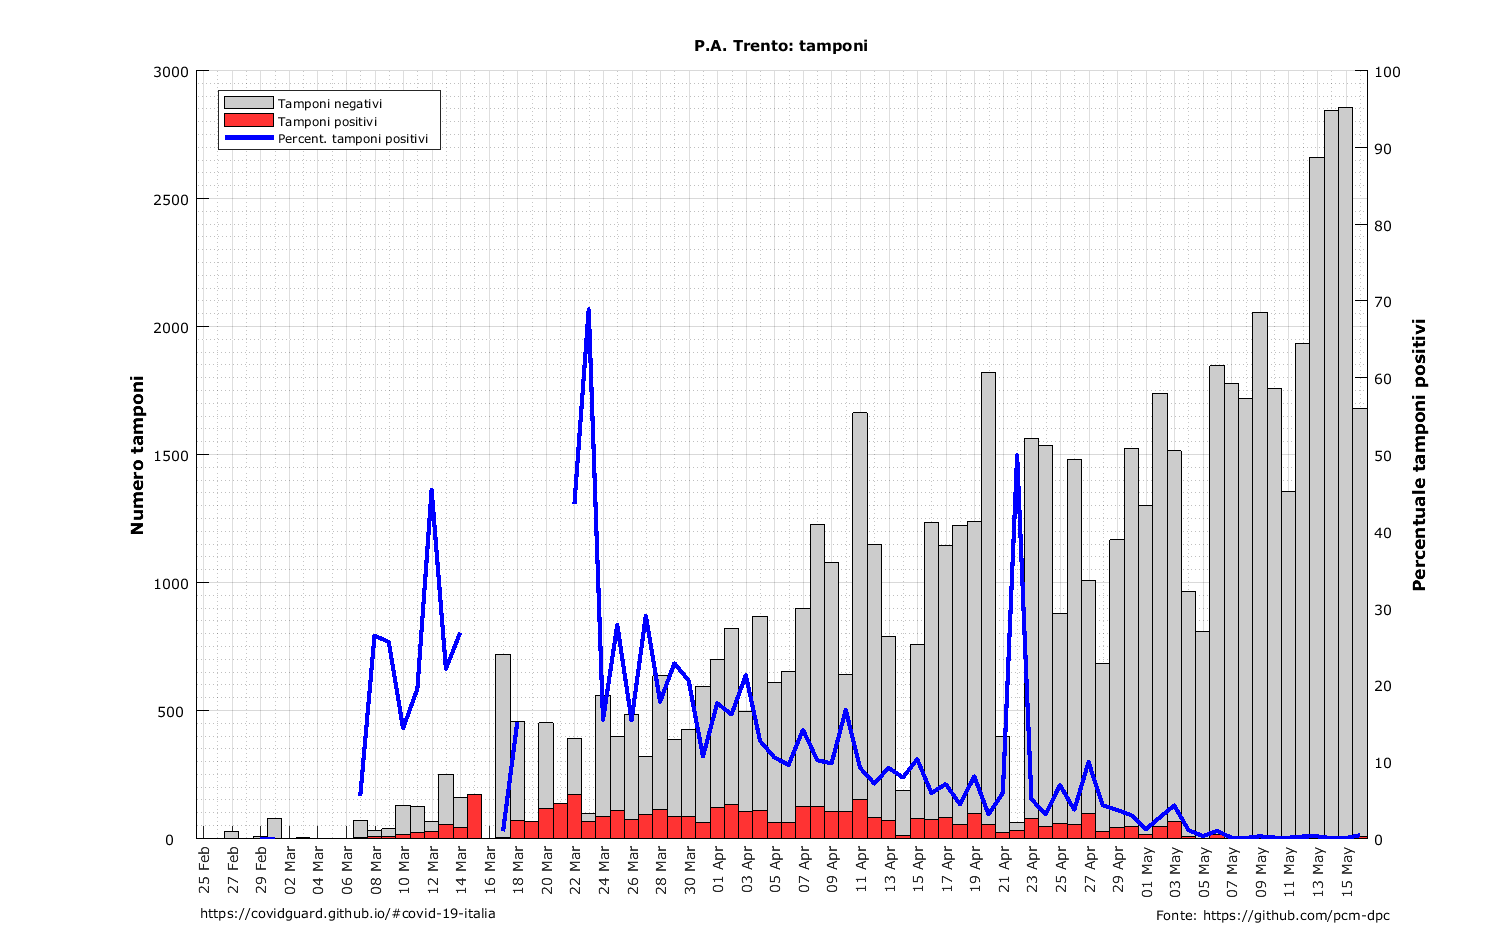 P.A. Trento: tamponi
3000
2500
2000
1500
1000
500
0
Numero tamponi
Tamponi negativi
Tamponi positivi
Percent. tamponi positivi
100
90
80
70
60
50
40
30
20
10
0
Percentuale tamponi positivi
25 Feb
27 Feb
29 Feb
02 Mar
04 Mar
06 Mar
08 Mar
10 Mar
12 Mar
14 Mar
16 Mar
18 Mar
20 Mar
22 Mar
24 Mar
26 Mar
28 Mar
30 Mar
01 Apr
03 Apr
05 Apr
07 Apr
09 Apr
11 Apr
13 Apr
15 Apr
17 Apr
19 Apr
21 Apr
23 Apr
25 Apr
27 Apr
29 Apr
01 May
03 May
05 May
07 May
09 May
11 May
13 May
15 May
https://covidguard.github.io/#covid-19-italia
Fonte: https://github.com/pcm-dpc